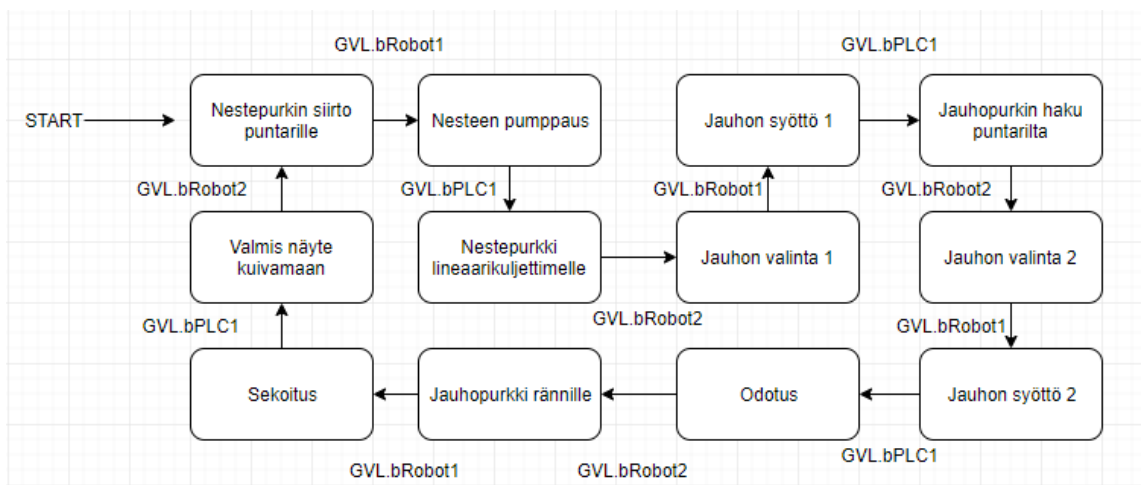 GVL.bRobot1
GVL.bPLC1
START
Nestepurkin siirto
puntarille
Nesteen pumppaus
Jauhon syöttö 1
Jauhopurkin haku
puntarilta
GVL.bRobot2
GVL.bPLC1
GVL.bRobot1
GVL.bRobot2
Valmis näyte
kuivamaan
Nestepurkki
lineaarikuljettimelle
Jauhon valinta 1
Jauhon valinta 2
GVL.bPLC1
GVL.bRobot2
GVL.bRobot1
Sekoitus
Jauhopurkki rännille
Odotus
Jauhon syöttö 2
GVL.bRobot1
GVL.bRobot2
GVL.bPLC1